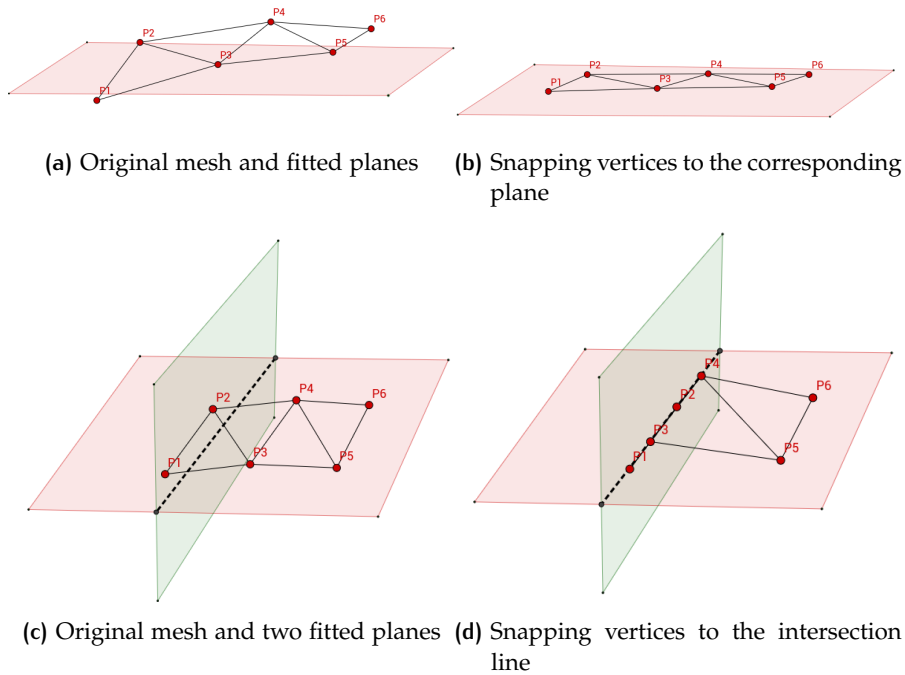 P4
P6
P2
P5
P3
P1
P2
P4
P6
P1
P3
P5
(a) Original mesh and fitted planes
(b) Snapping vertices to the corresponding
plane
P2
P4
P6
P1
P3
P5
P4
P6
P2
P3
P5
P1
(c) Original mesh and two fitted planes
(d) Snapping vertices to the intersection
line